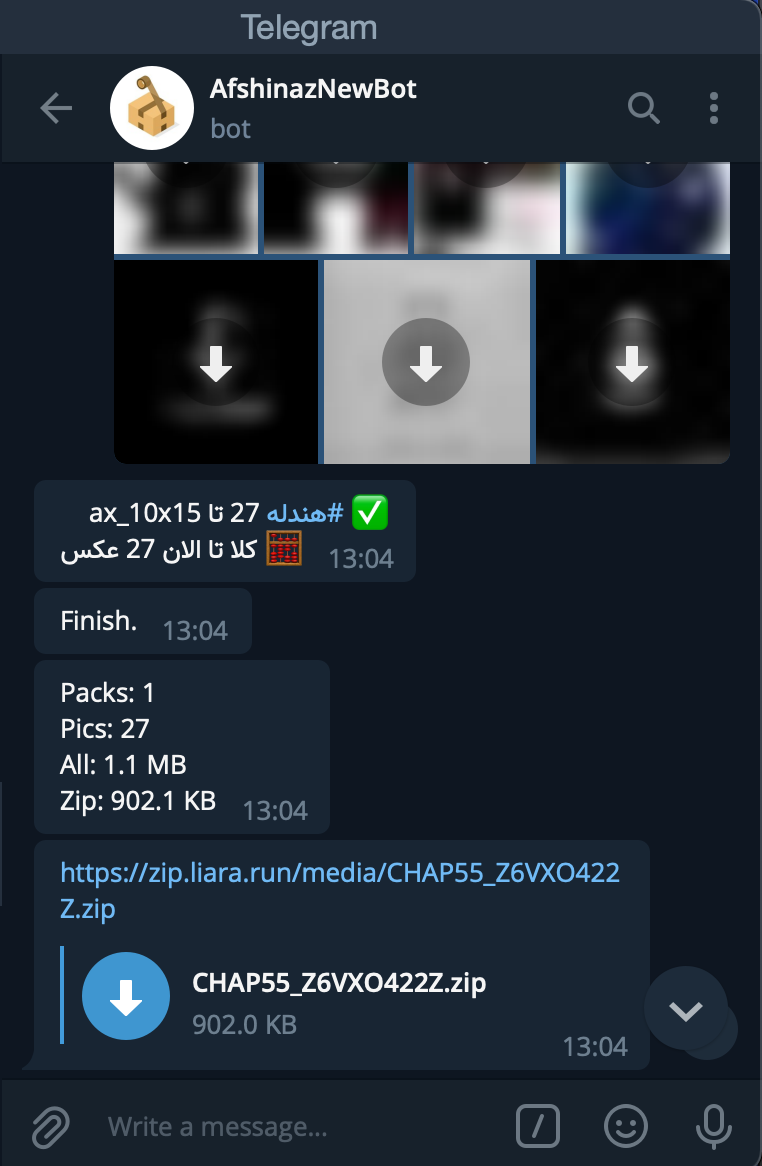 Telegram
AfshinazNewBot
bot
✅ #هندله 27 تا ax_10x15
🧮 کلا تا الان 27 عکس
13:04
Finish.
13:04
Packs: 1
Pics: 27
All: 1.1 MB
Zip: 902.1 KB
13:04
https://zip.liara.run/media/CHAP55_Z6VXO422
Z.zip
CHAP55_Z6VXO422Z.zip
902.0 KB
13:04
Write a message...